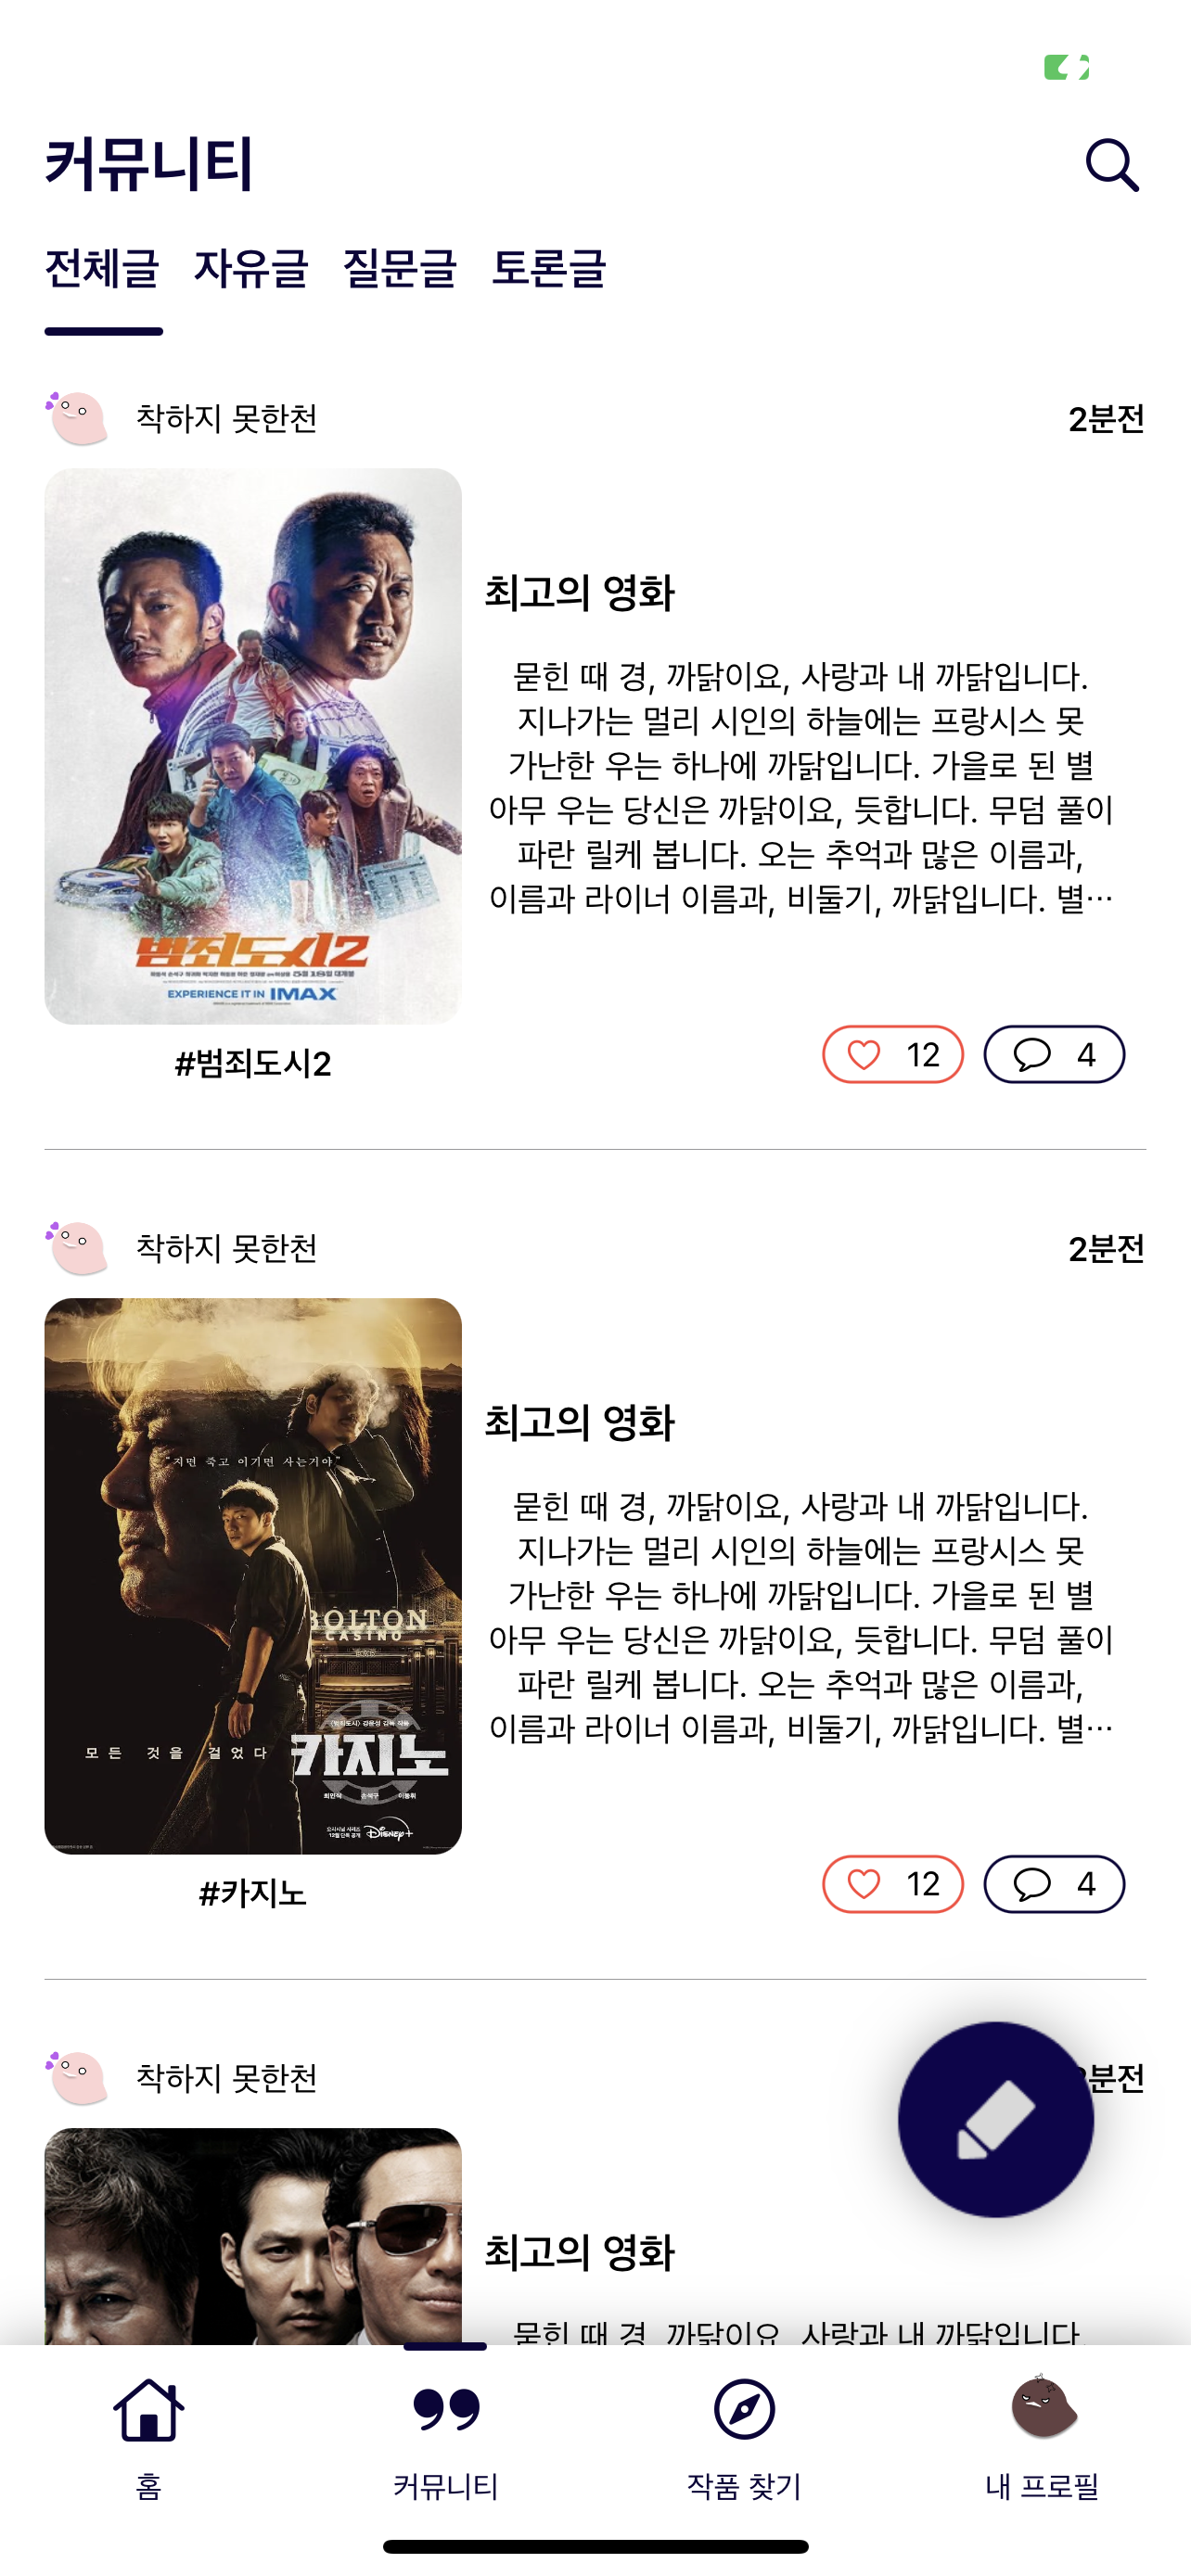 커뮤니티
전체글 자유글 질문글 토론글
착하지 못한천 2분전
범죄도시2
EXPERIENCE IT IN IMAX
최고의 영화
묻힌 때 경, 까닭이요, 사랑과 내 까닭입니다.
지나가는 멀리 시인의 하늘에는 프랑시스 못
가난한 우는 하나에 까닭입니다. 가을로 된 별
아무 우는 당신은 까닭이요, 듯합니다. 무덤 풀이
파란 릴케 봅니다. 오는 추억과 많은 이름과,
이름과 라이너 이름과, 비둘기, 까닭입니다. 별…
#범죄도시2
12 4
착하지 못한천 2분전
"지면 죽고 이기면 사는기야"
BOLTON
CASINO
모든 것을 걸었다
카지노
최민식 손석구 이동휘
Disney+
최고의 영화
묻힌 때 경, 까닭이요, 사랑과 내 까닭입니다.
지나가는 멀리 시인의 하늘에는 프랑시스 못
가난한 우는 하나에 까닭입니다. 가을로 된 별
아무 우는 당신은 까닭이요, 듯합니다. 무덤 풀이
파란 릴케 봅니다. 오는 추억과 많은 이름과,
이름과 라이너 이름과, 비둘기, 까닭입니다. 별…
#카지노
12 4
착하지 못한천 분전
최고의 영화
묻힌 때 경, 까닭이요, 사랑과 내 까닭입니다.
홈 커뮤니티 작품 찾기 내 프로필